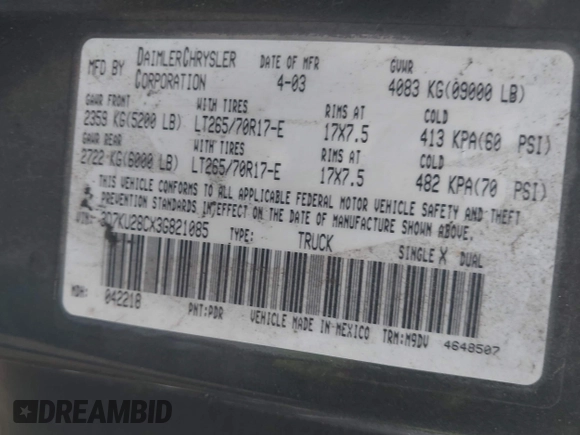 MFD BY DAIMLERCHRYSLER CORPORATION DATE OF MFR 4-03 GVWR 4083 KG(09000 LB)
GAWR FRONT WITH TIRES RIMS AT COLD
2359 KG(5200 LB) LT265/70R17-E 17X7.5 413 KPA(60 PSI)
GAWR REAR WITH TIRES RIMS AT COLD
2722 KG(6000 LB) LT265/70R17-E 17X7.5 482 KPA(70 PSI)
THIS VEHICLE CONFORMS TO ALL APPLICABLE FEDERAL MOTOR VEHICLE SAFETY AND THEFT
PREVENTION STANDARDS IN EFFECT ON THE DATE OF MANUFACTURE SHOWN ABOVE.
VIN: 3D7KU28CX3G821085 TYPE: TRUCK SINGLE X DUAL
MDH: 042218 PNT:PDR VEHICLE MADE IN MEXICO TRM:M9DV 4648507
DREAMBID